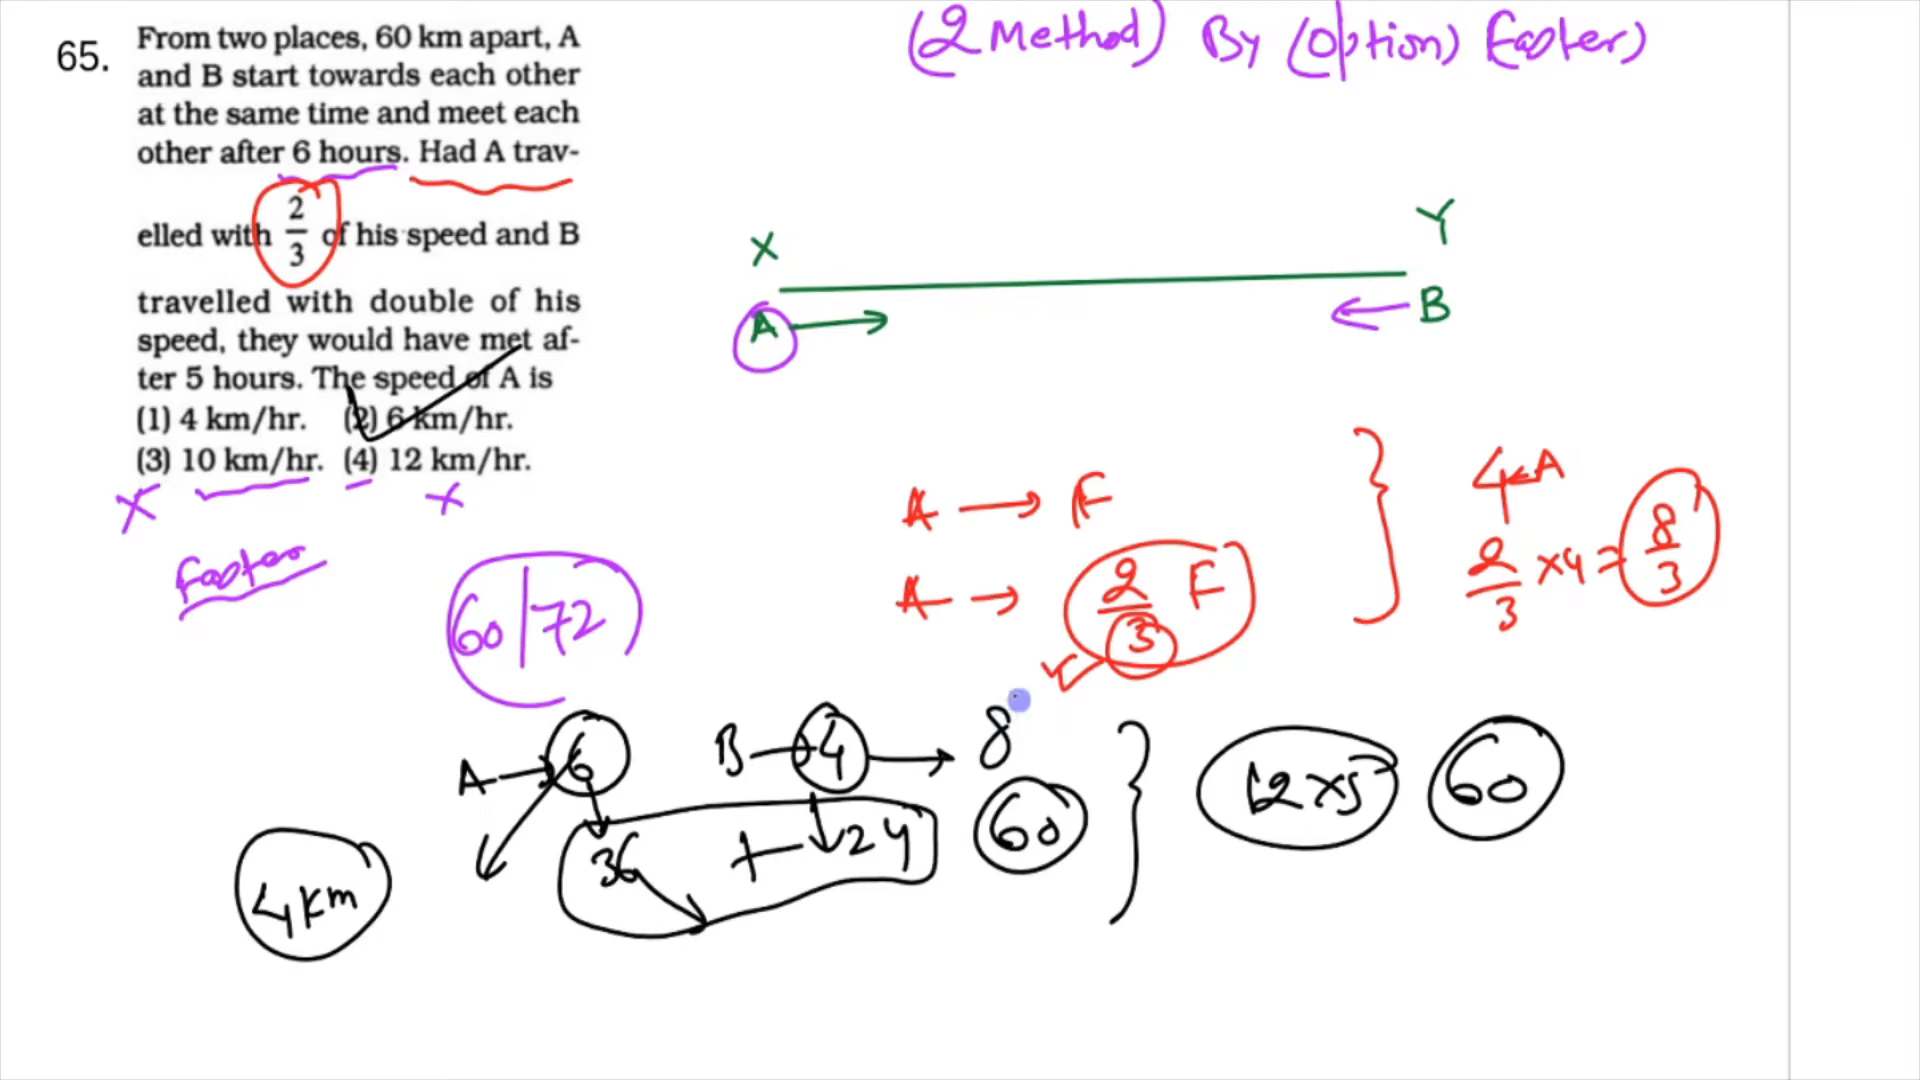 (2 Method) By (Option) Faster)
65. From two places, 60 km apart, A
and B start towards each other
at the same time and meet each
other after 6 hours. Had A trav-
elled with 2/3 of his speed and B
travelled with double of his
speed, they would have met af-
ter 5 hours. The speed of A is
(1) 4 km/hr. (2) 6 km/hr.
(3) 10 km/hr. (4) 12 km/hr.
X Y
A B
x x
Faster
60 | 72
A → F
A → 2/3 F
4 ← A
2/3 x4 = 8/3
A → 6 B → 4 → 8
36 + 24 60
12x5 60
4 km